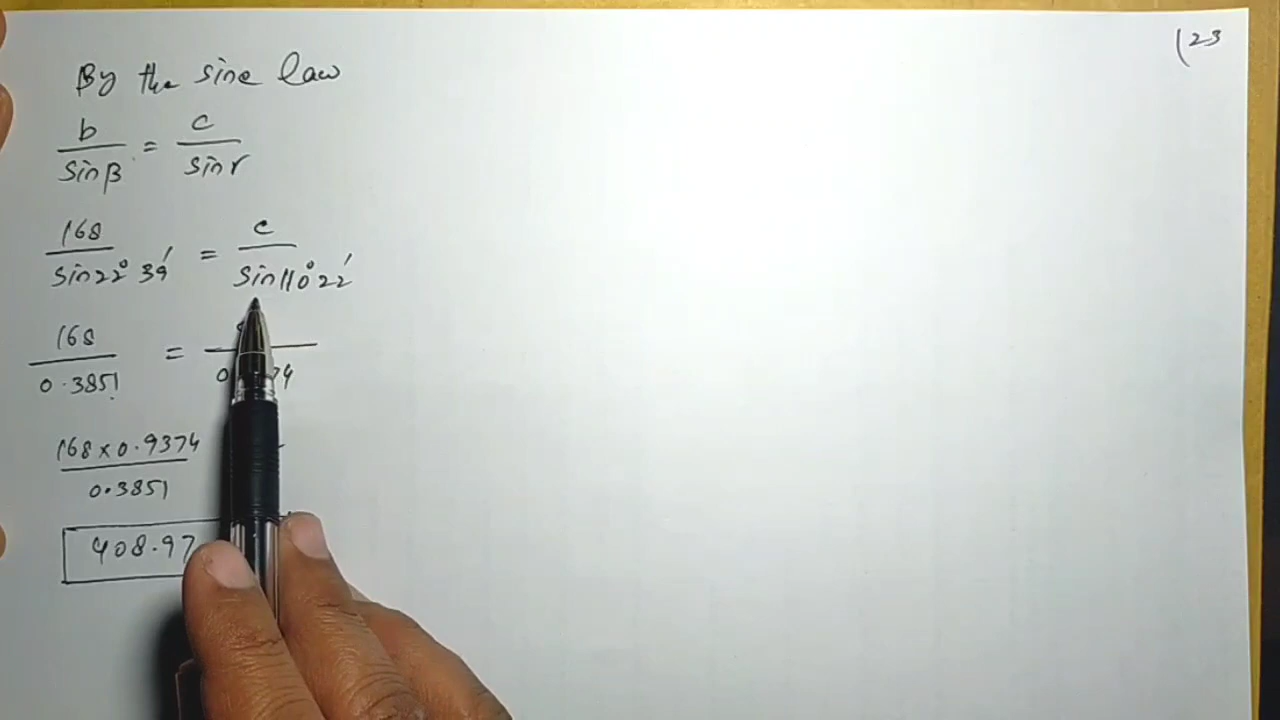 (23
By the sine law
b/sinβ = c/sinγ
168/sin22° 39′ = c/sin110° 22′
168/0.3851 =
168×0.9374/0.3851
408.97